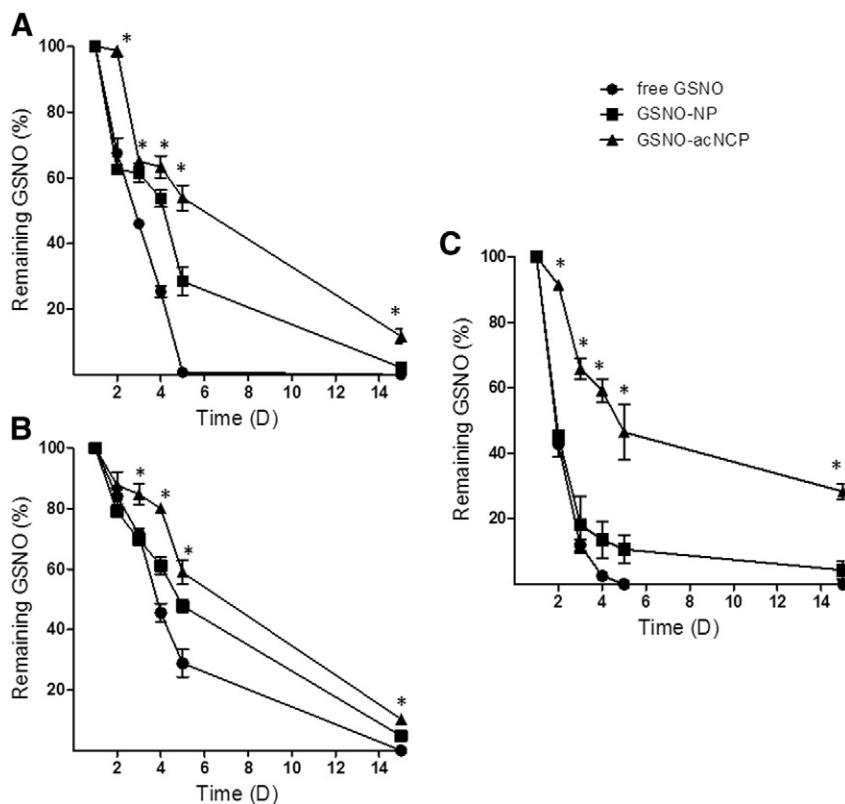 A
Remaining GSNO (%)
100
80
60
40
20
* * * * *
2 4 6 8 10 12 14
Time (D)
free GSNO
GSNO-NP
GSNO-acNCP
B
Remaining GSNO (%)
100
80
60
40
20
* * * *
2 4 6 8 10 12 14
Time (D)
C
Remaining GSNO (%)
100
80
60
40
20
* * * * *
2 4 6 8 10 12 14
Time (D)